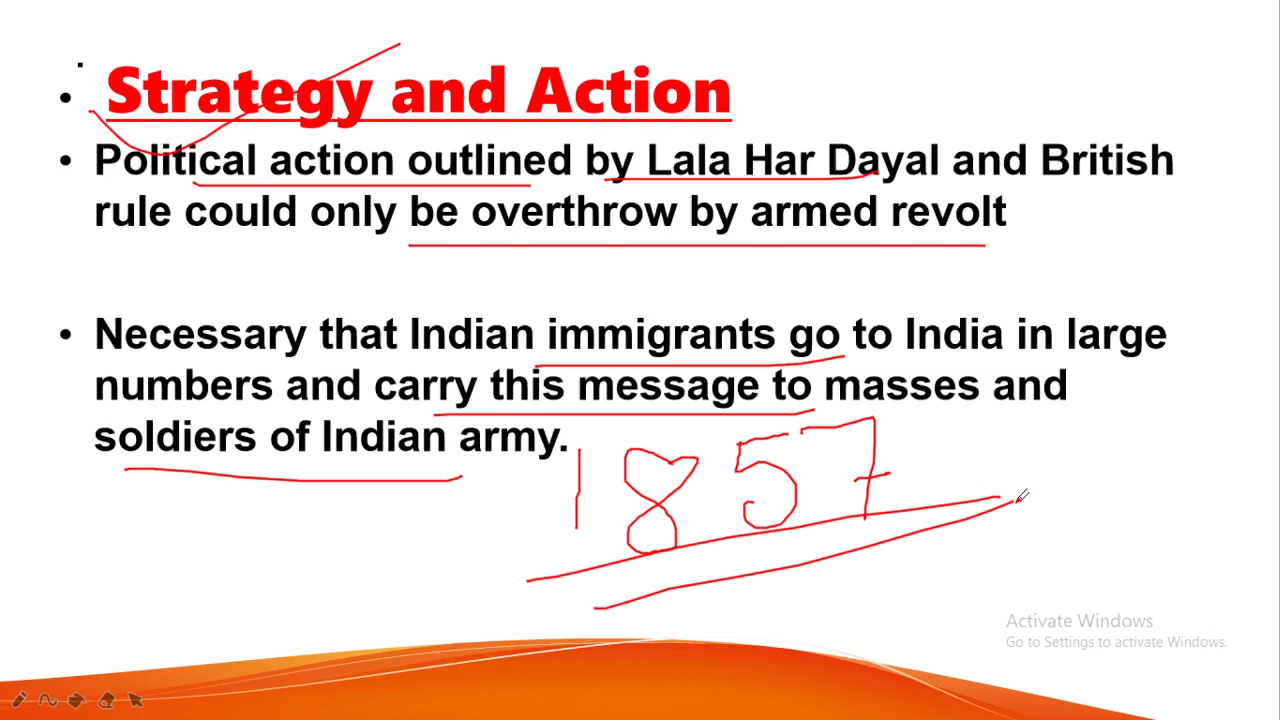 Strategy and Action
• Political action outlined by Lala Har Dayal and British
rule could only be overthrow by armed revolt
• Necessary that Indian immigrants go to India in large
numbers and carry this message to masses and
soldiers of Indian army.
1857
Activate Windows
Go to Settings to activate Windows.